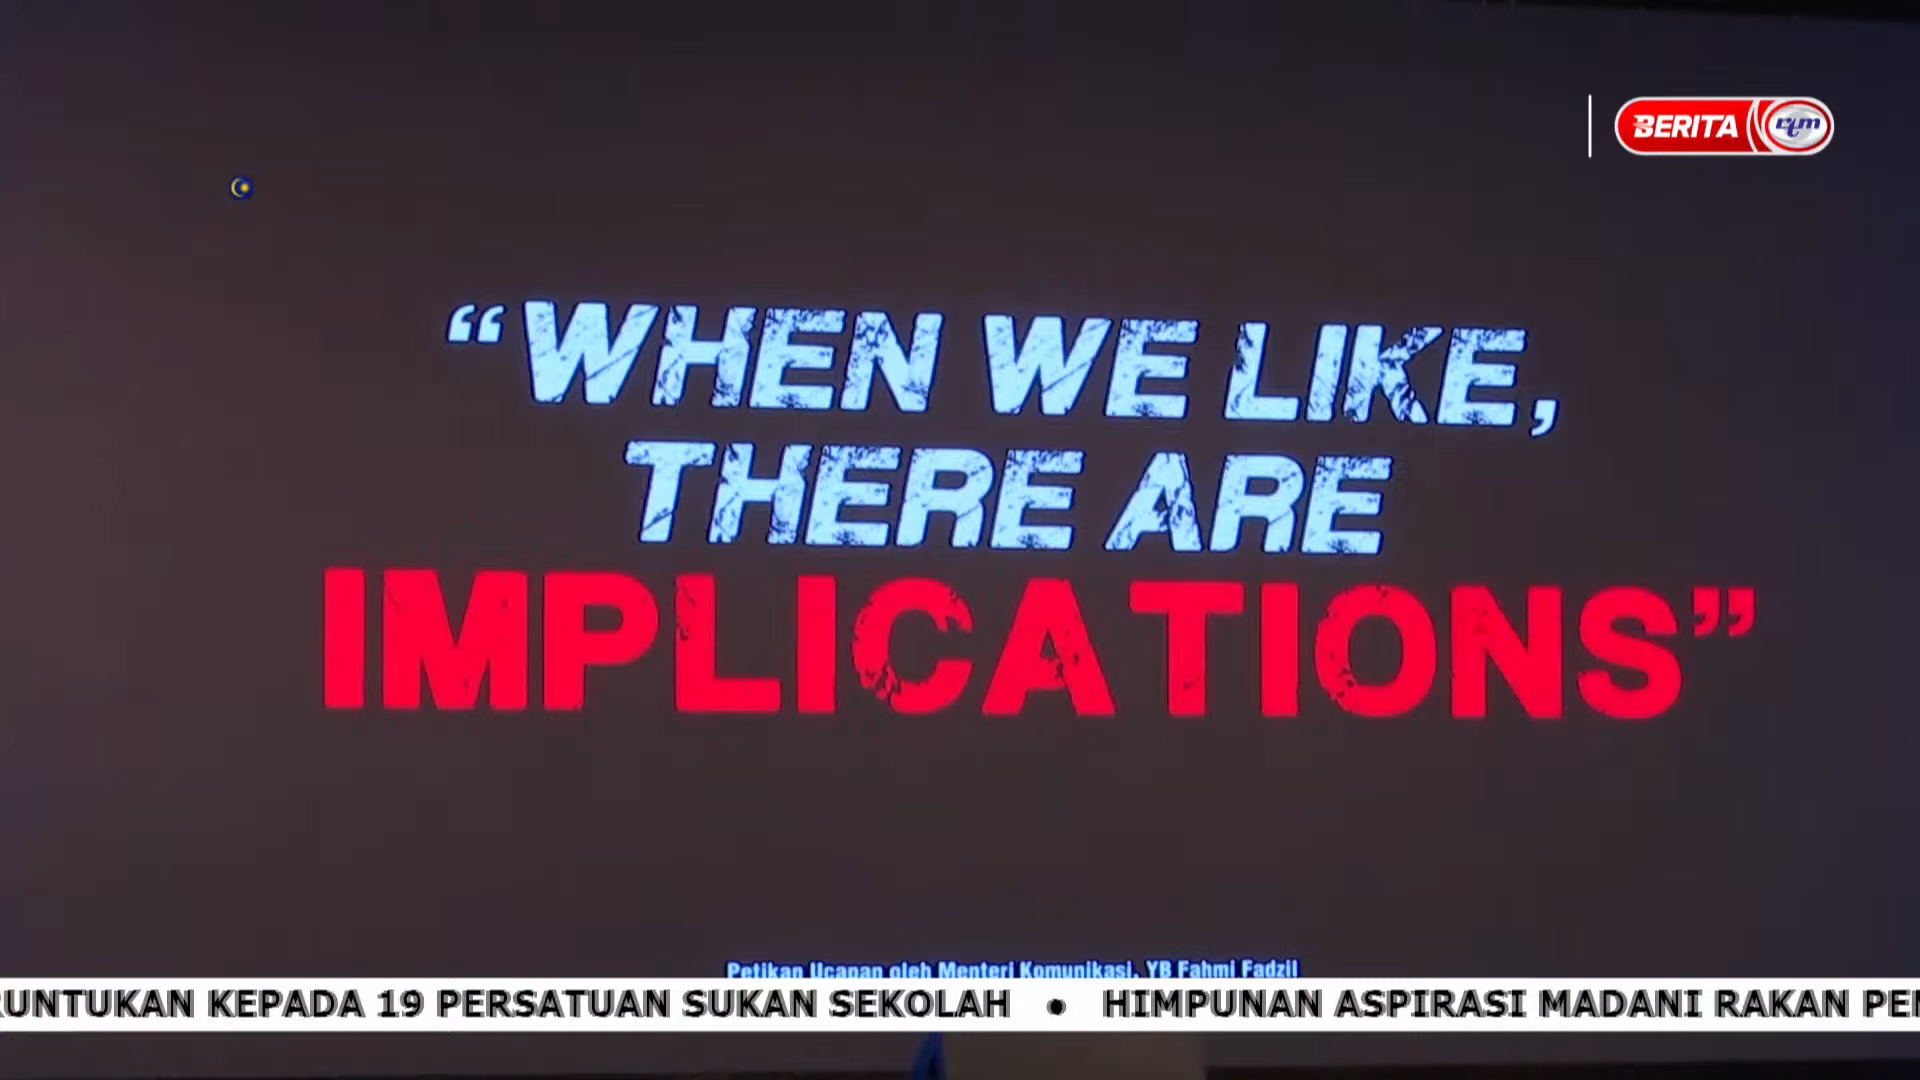 BERITA rtm
“WHEN WE LIKE,
THERE ARE
IMPLICATIONS”
Petikan Ucapan oleh Menteri Komunikasi, YB Fahmi Fadzil
RUNTUKAN KEPADA 19 PERSATUAN SUKAN SEKOLAH • HIMPUNAN ASPIRASI MADANI RAKAN PE